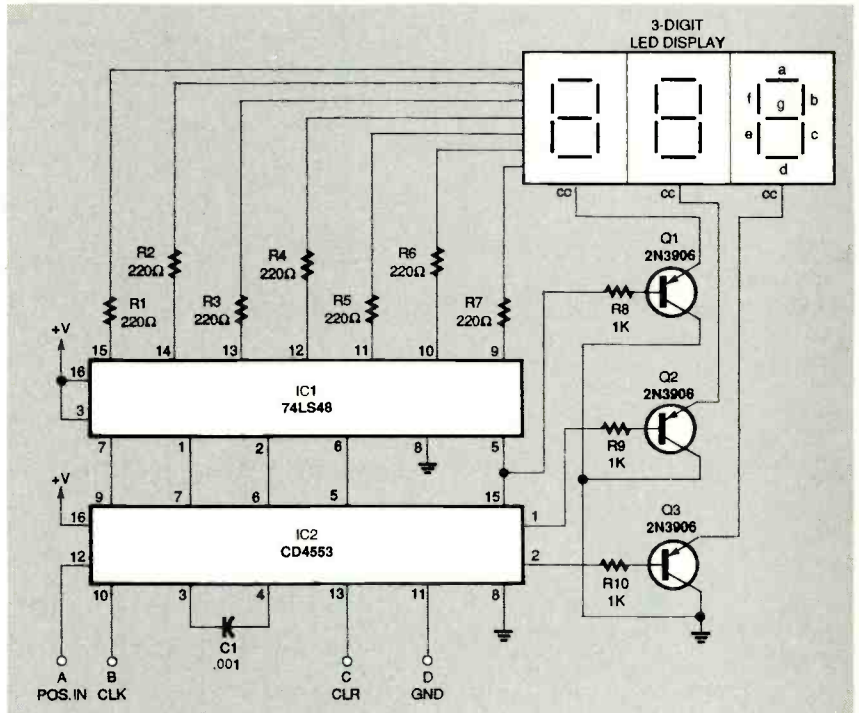 3-DIGIT
LED DISPLAY
a
f g b
e c
d
cc cc cc
Q1
2N3906
R8
1K
R2
220Ω
R4
220Ω
R6
220Ω
R1
220Ω
R3
220Ω
R5
220Ω
R7
220Ω
+V
15 14 13 12 11 10 9
16
3
IC1
74LS48
7 1 2 6 8 5
Q2
2N3906
R9
1K
+V
9 7 6 5 15
16
12
IC2
CD4553
1
2
10 3 4 13 11 8
Q3
2N3906
R10
1K
C1
.001
A
POS. IN
B
CLK
C
CLR
D
GND